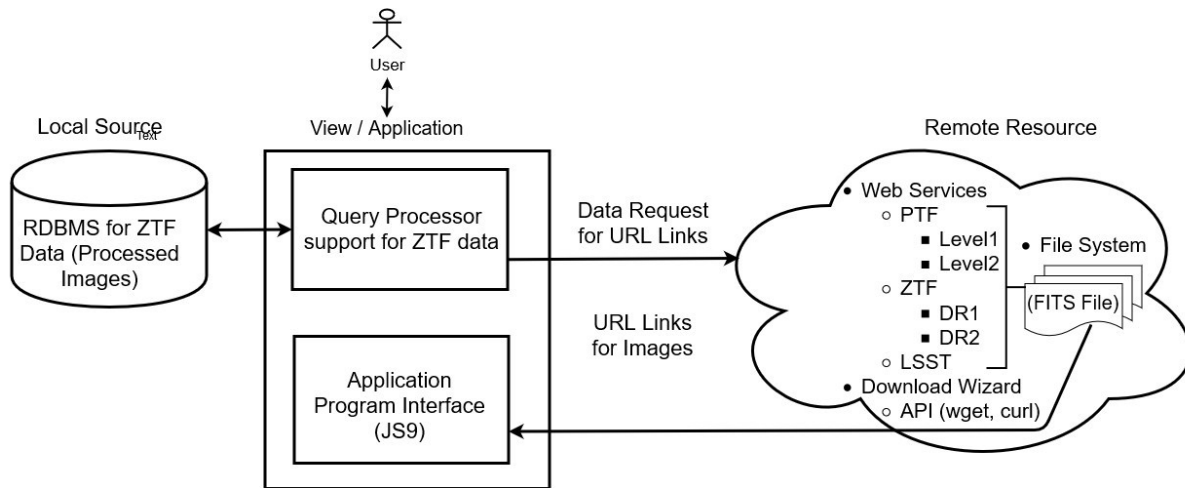 User
Local Source
Text
View / Application
Remote Resource
RDBMS for ZTF
Data (Processed
Images)
Query Processor
support for ZTF data
Data Request
for URL Links
URL Links
for Images
Application
Program Interface
(JS9)
• Web Services
○ PTF
■ Level1
■ Level2
○ ZTF
■ DR1
■ DR2
○ LSST
• Download Wizard
○ API (wget, curl)
• File System
(FITS File)